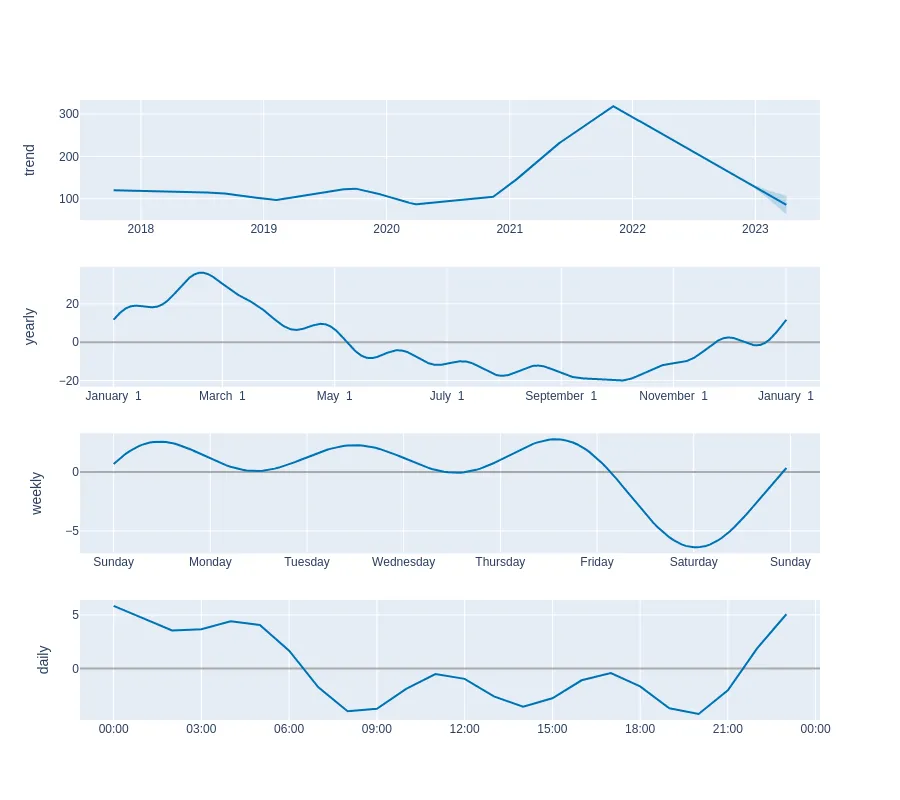 trend
300
200
100
2018 2019 2020 2021 2022 2023
yearly
20
0
−20
January 1 March 1 May 1 July 1 September 1 November 1 January 1
weekly
0
−5
Sunday Monday Tuesday Wednesday Thursday Friday Saturday Sunday
daily
5
0
00:00 03:00 06:00 09:00 12:00 15:00 18:00 21:00 00:00